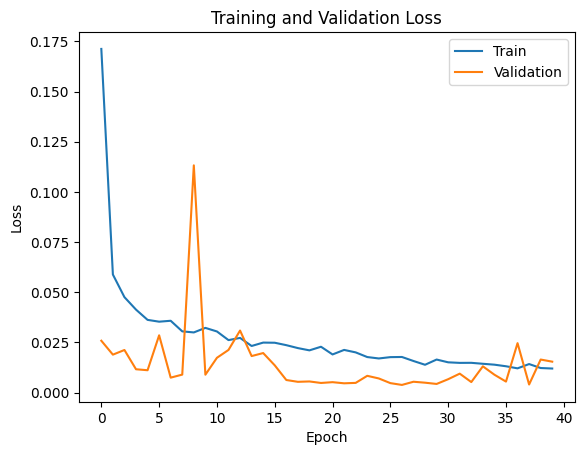 Training and Validation Loss
Train
Validation
0.175
0.150
0.125
0.100
0.075
0.050
0.025
0.000
Loss
0 5 10 15 20 25 30 35 40
Epoch